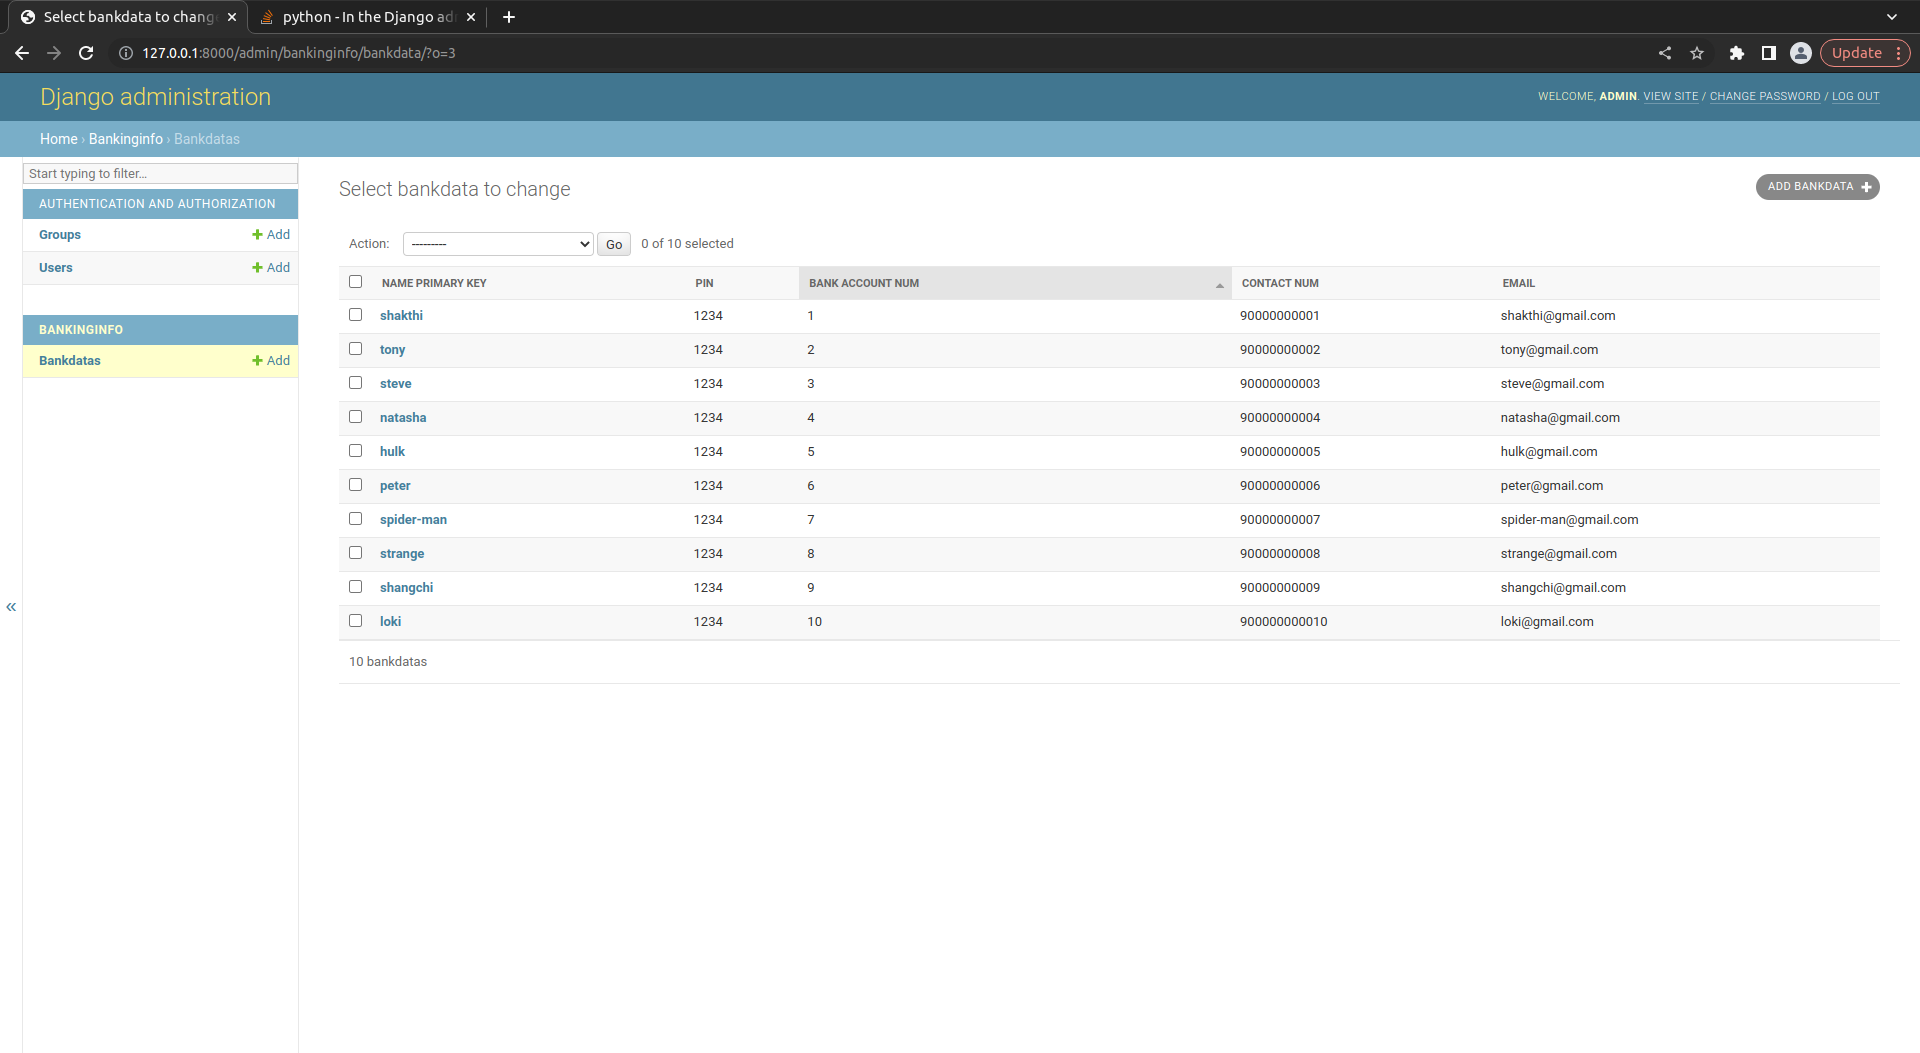 Select bankdata to change
python - In the Django ad
127.0.0.1:8000/admin/bankinginfo/bankdata/?o=3
Update
Django administration
WELCOME, ADMIN. VIEW SITE / CHANGE PASSWORD / LOG OUT
Home › Bankinginfo › Bankdatas
Start typing to filter...
AUTHENTICATION AND AUTHORIZATION
Groups + Add
Users + Add
BANKINGINFO
Bankdatas + Add
«
Select bankdata to change
ADD BANKDATA +
Action: --------- Go 0 of 10 selected
NAME PRIMARY KEY PIN BANK ACCOUNT NUM CONTACT NUM EMAIL
shakthi 1234 1 90000000001 shakthi@gmail.com
tony 1234 2 90000000002 tony@gmail.com
steve 1234 3 90000000003 steve@gmail.com
natasha 1234 4 90000000004 natasha@gmail.com
hulk 1234 5 90000000005 hulk@gmail.com
peter 1234 6 90000000006 peter@gmail.com
spider-man 1234 7 90000000007 spider-man@gmail.com
strange 1234 8 90000000008 strange@gmail.com
shangchi 1234 9 90000000009 shangchi@gmail.com
loki 1234 10 900000000010 loki@gmail.com
10 bankdatas